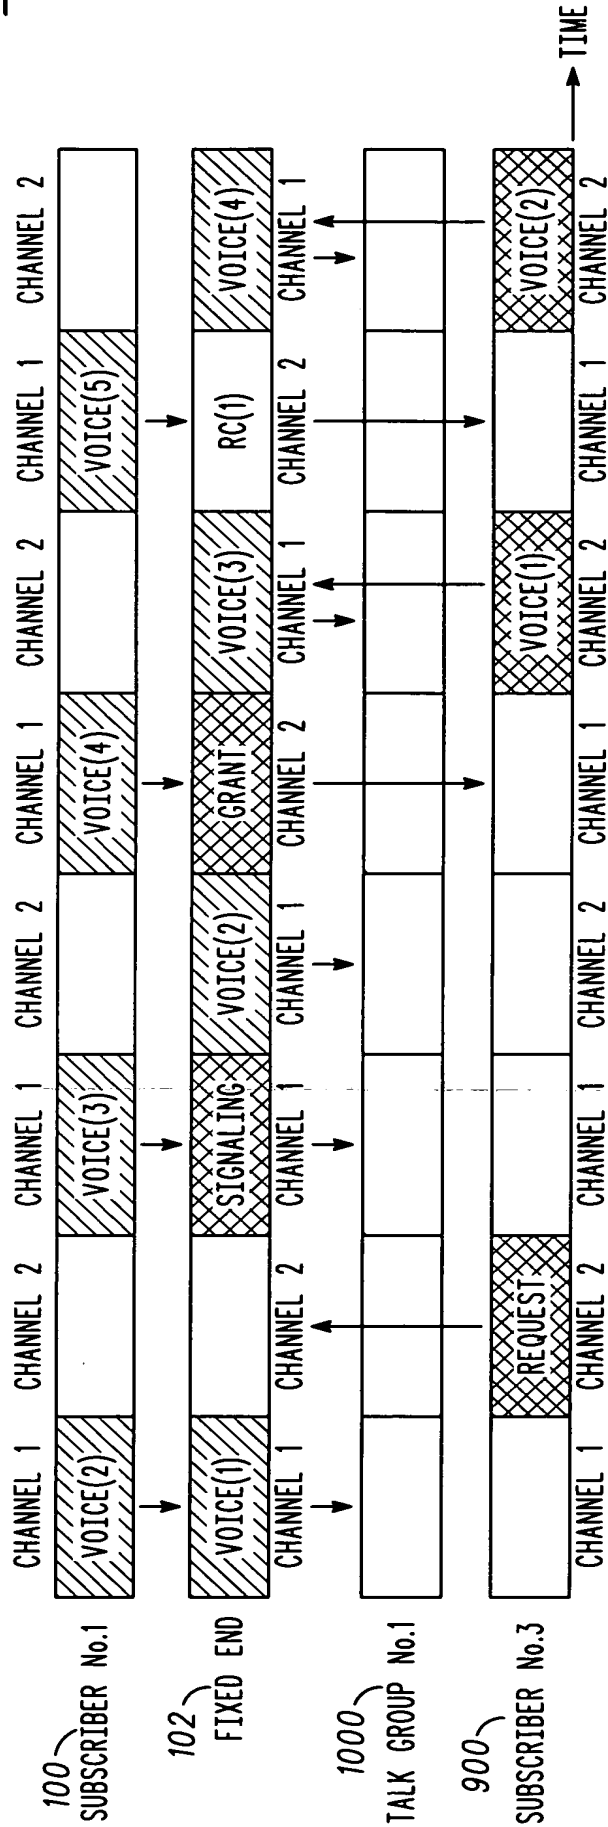 CHANNEL 1 CHANNEL 2 CHANNEL 1 CHANNEL 2 CHANNEL 1 CHANNEL 2 CHANNEL 1 CHANNEL 2
100
SUBSCRIBER No.1
VOICE(2) VOICE(3) VOICE(4) VOICE(5)
102
FIXED END
VOICE(1) SIGNALING VOICE(2) GRANT VOICE(3) RC(1) VOICE(4)
CHANNEL 1 CHANNEL 2 CHANNEL 1 CHANNEL 1 CHANNEL 2 CHANNEL 1 CHANNEL 2 CHANNEL 1
1000
TALK GROUP No.1
900
SUBSCRIBER No.3
REQUEST VOICE(1) VOICE(2)
CHANNEL 1 CHANNEL 2 CHANNEL 1 CHANNEL 2 CHANNEL 1 CHANNEL 2 CHANNEL 1 CHANNEL 2
TIME